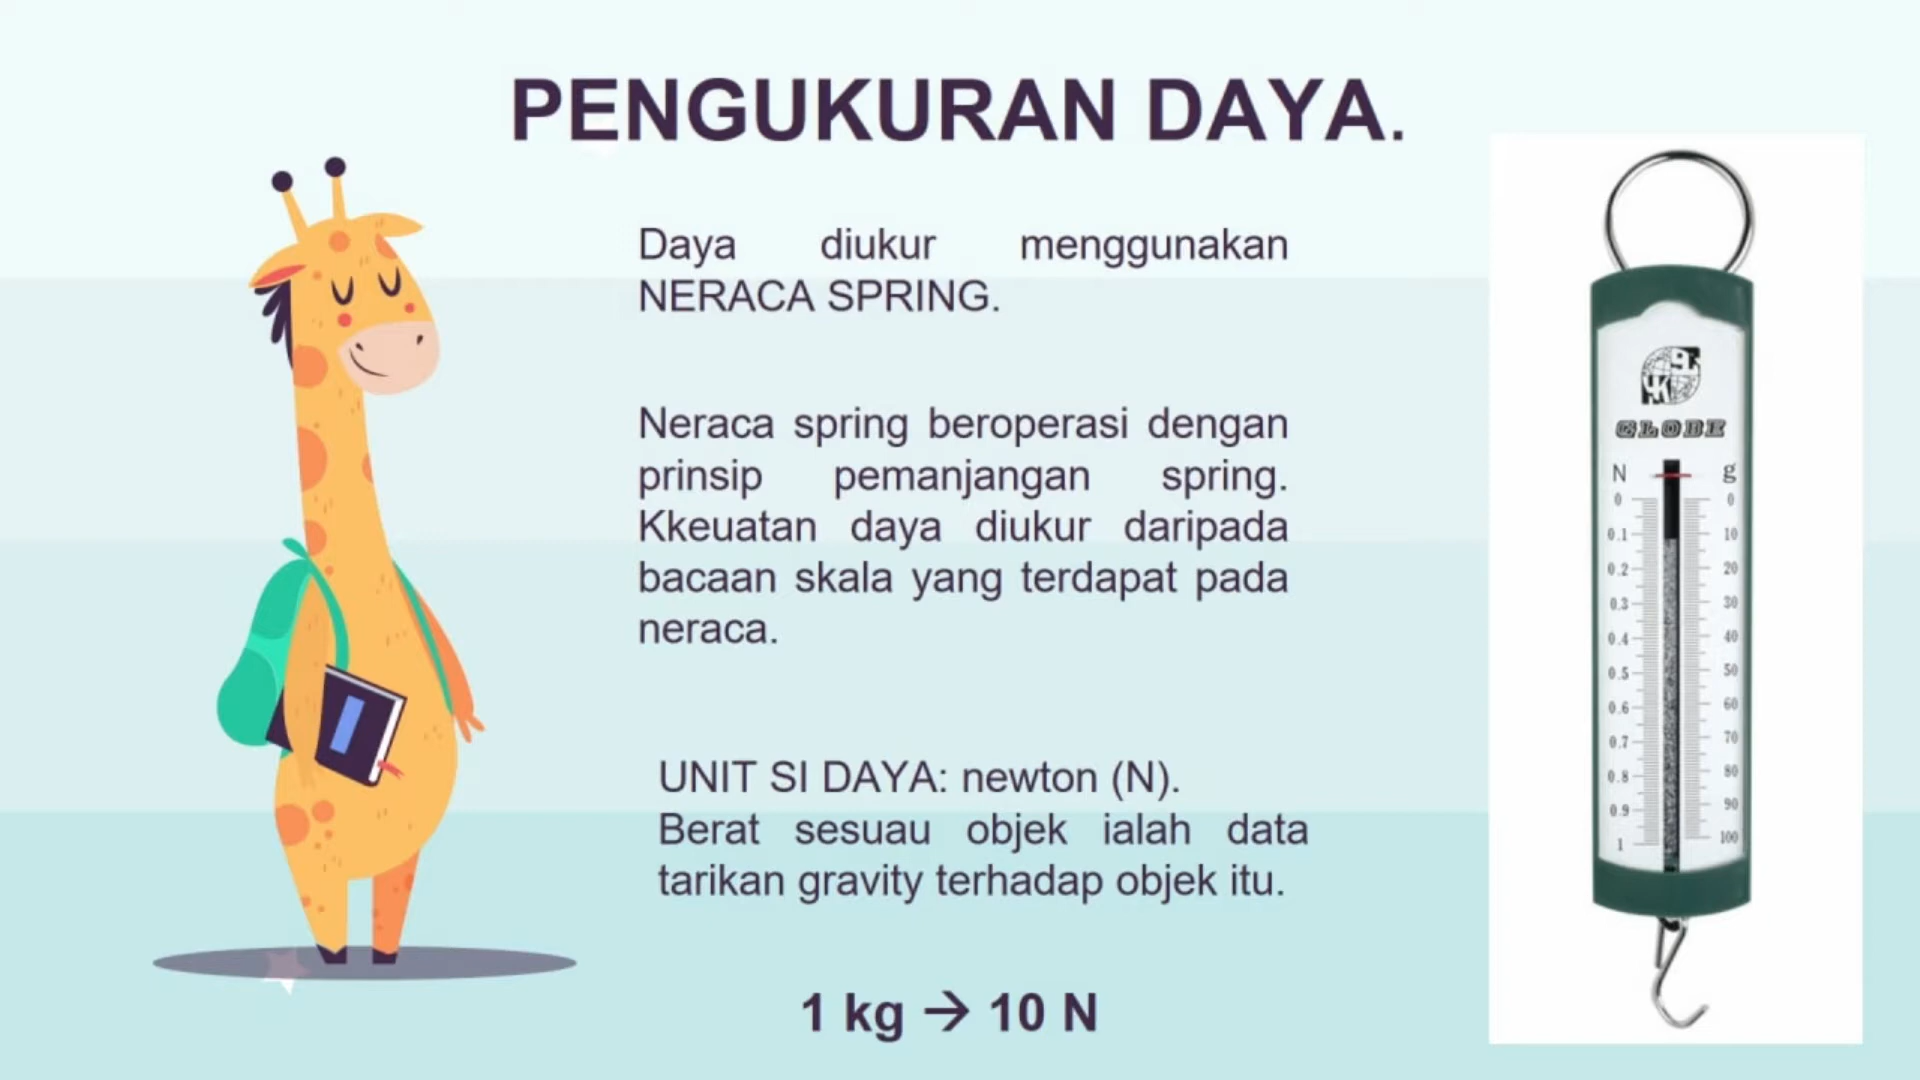 PENGUKURAN DAYA.
Daya diukur menggunakan
NERACA SPRING.
Neraca spring beroperasi dengan
prinsip pemanjangan spring.
Kkeuatan daya diukur daripada
bacaan skala yang terdapat pada
neraca.
UNIT SI DAYA: newton (N).
Berat sesuau objek ialah data
tarikan gravity terhadap objek itu.
1 kg → 10 N
GLOBE
N g
0 0
0.1 10
0.2 20
0.3 30
0.4 40
0.5 50
0.6 60
0.7 70
0.8 80
0.9 90
1 100